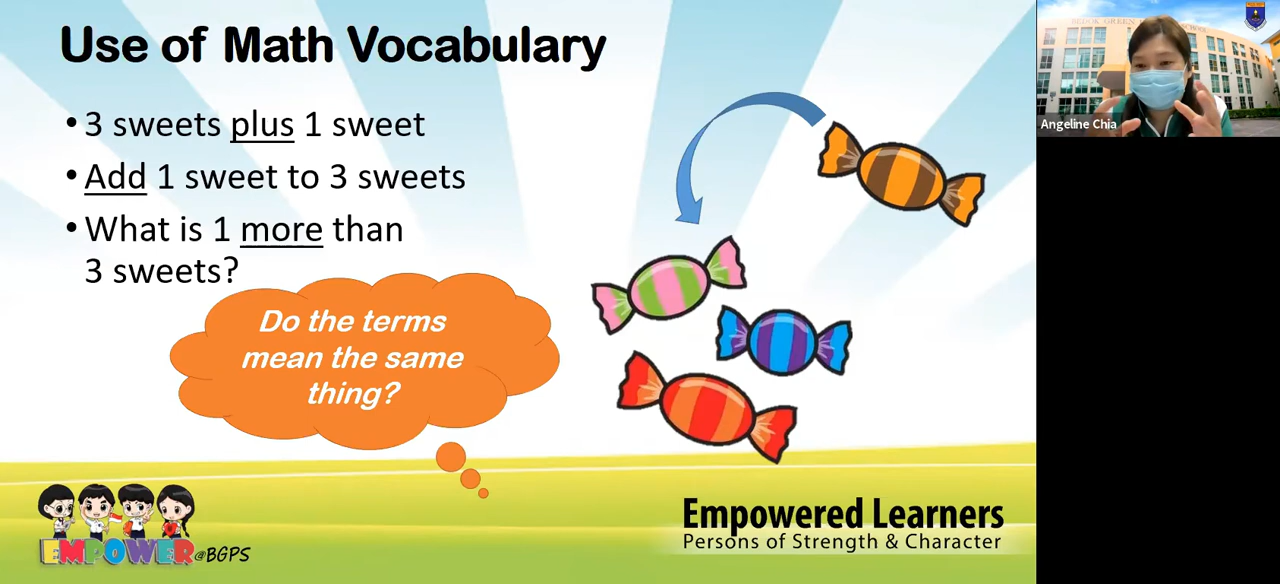 Use of Math Vocabulary
• 3 sweets plus 1 sweet
• Add 1 sweet to 3 sweets
• What is 1 more than
3 sweets?
Do the terms
mean the same
thing?
EMPOWER@BGPS
Empowered Learners
Persons of Strength & Character
Angeline Chia